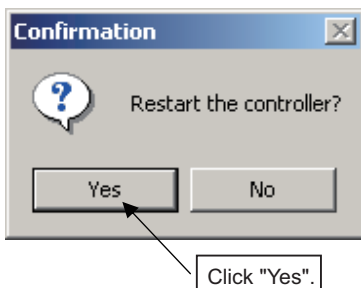 Confirmation
Restart the controller?
Yes
No
Click "Yes".